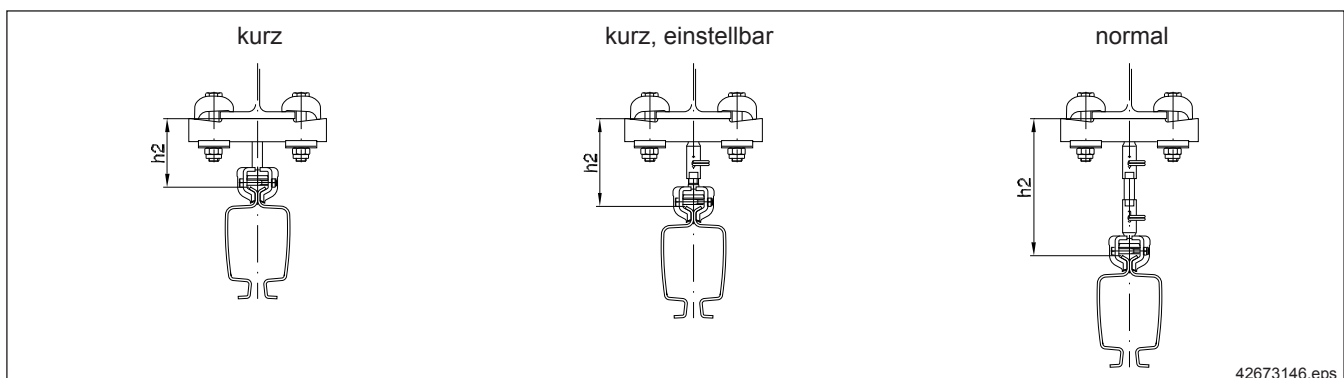 kurz
kurz, einstellbar
normal
h2
h2
h2
42673146.eps